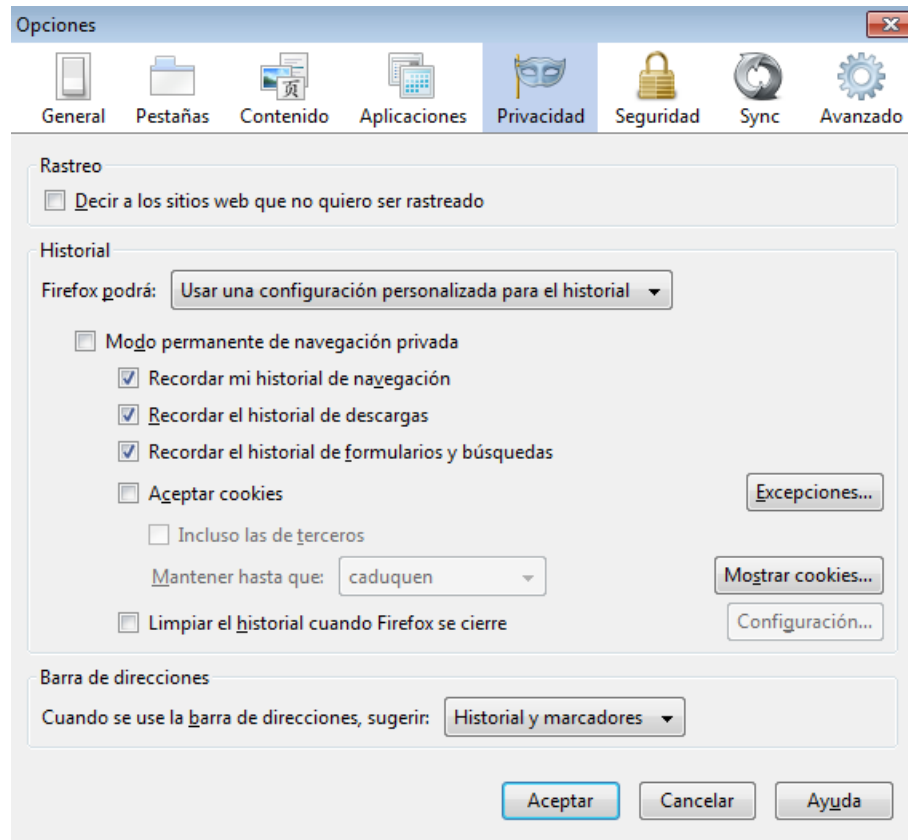 Opciones
General Pestañas Contenido Aplicaciones Privacidad Seguridad Sync Avanzado
页
Rastreo
Decir a los sitios web que no quiero ser rastreado
Historial
Firefox podrá: Usar una configuración personalizada para el historial
Modo permanente de navegación privada
Recordar mi historial de navegación
Recordar el historial de descargas
Recordar el historial de formularios y búsquedas
Aceptar cookies Excepciones...
Incluso las de terceros
Mantener hasta que: caduquen Mostrar cookies...
Limpiar el historial cuando Firefox se cierre Configuración...
Barra de direcciones
Cuando se use la barra de direcciones, sugerir: Historial y marcadores
Aceptar Cancelar Ayuda